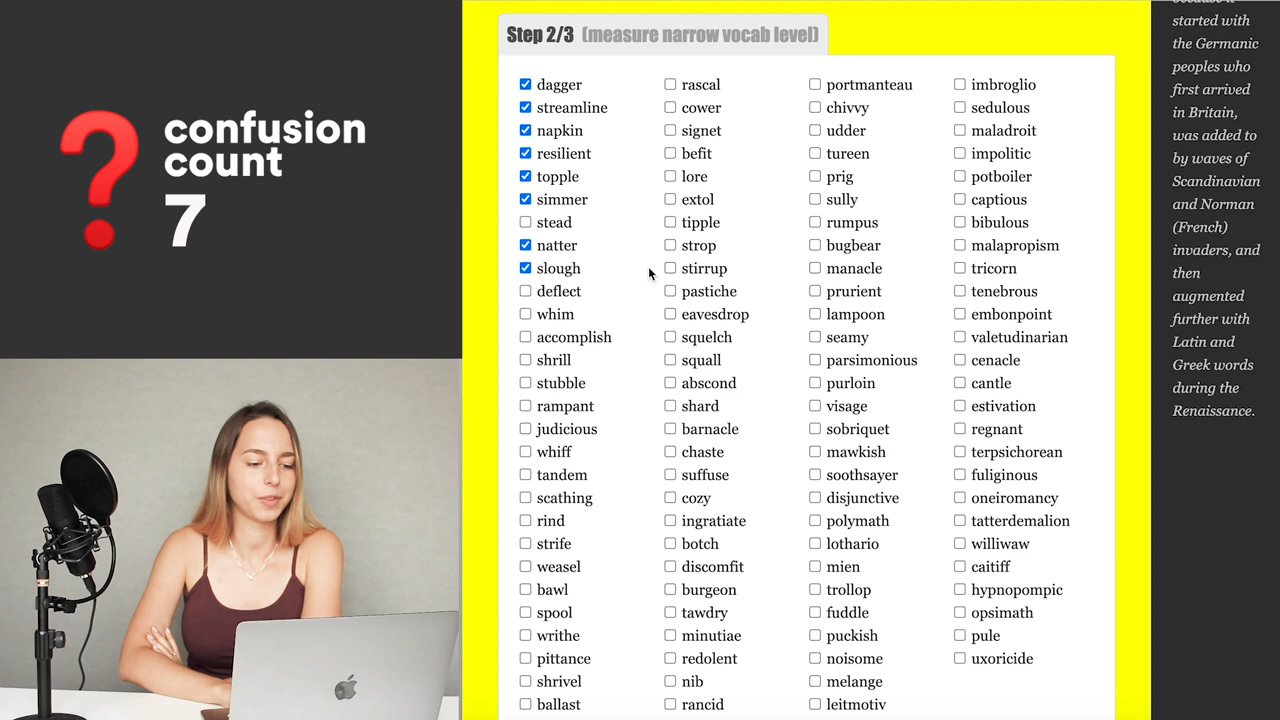 confusion
count
7
Step 2/3 (measure narrow vocab level)
dagger
streamline
napkin
resilient
topple
simmer
stead
natter
slough
deflect
whim
accomplish
shrill
stubble
rampant
judicious
whiff
tandem
scathing
rind
strife
weasel
bawl
spool
writhe
pittance
shrivel
ballast
rascal
cower
signet
befit
lore
extol
tipple
strop
stirrup
pastiche
eavesdrop
squelch
squall
abscond
shard
barnacle
chaste
suffuse
cozy
ingratiate
botch
discomfit
burgeon
tawdry
minutiae
redolent
nib
rancid
portmanteau
chivvy
udder
tureen
prig
sully
rumpus
bugbear
manacle
prurient
lampoon
seamy
parsimonious
purloin
visage
sobriquet
mawkish
soothsayer
disjunctive
polymath
lothario
mien
trollop
fuddle
puckish
noisome
melange
leitmotiv
imbroglio
sedulous
maladroit
impolitic
potboiler
captious
bibulous
malapropism
tricorn
tenebrous
embonpoint
valetudinarian
cenacle
cantle
estivation
regnant
terpsichorean
fuliginous
oneiromancy
tatterdemalion
williwaw
caitiff
hypnopompic
opsimath
pule
uxoricide
because it
started with
the Germanic
peoples who
first arrived
in Britain,
was added to
by waves of
Scandinavian
and Norman
(French)
invaders, and
then
augmented
further with
Latin and
Greek words
during the
Renaissance.